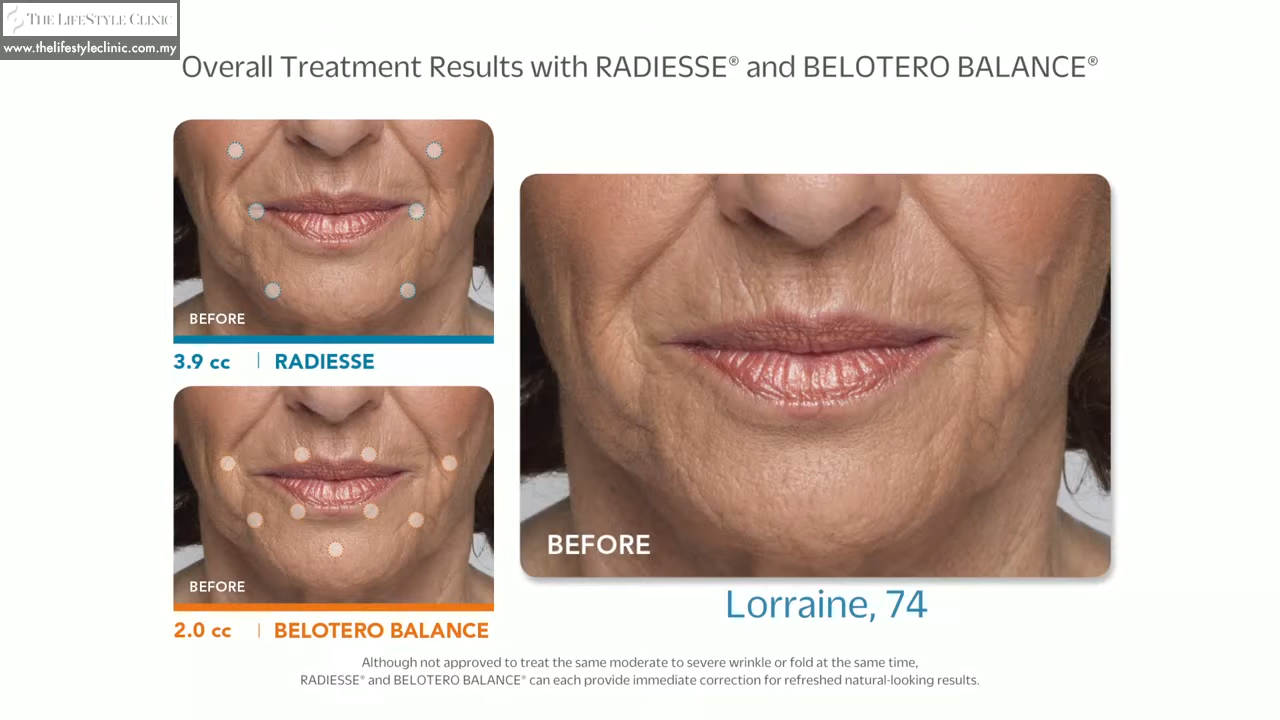 THE LIFESTYLE CLINIC
www.thelifestyleclinic.com.my
Overall Treatment Results with RADIESSE® and BELOTERO BALANCE®
BEFORE
3.9 cc | RADIESSE
BEFORE
2.0 cc | BELOTERO BALANCE
BEFORE
Lorraine, 74
Although not approved to treat the same moderate to severe wrinkle or fold at the same time,
RADIESSE® and BELOTERO BALANCE® can each provide immediate correction for refreshed natural-looking results.